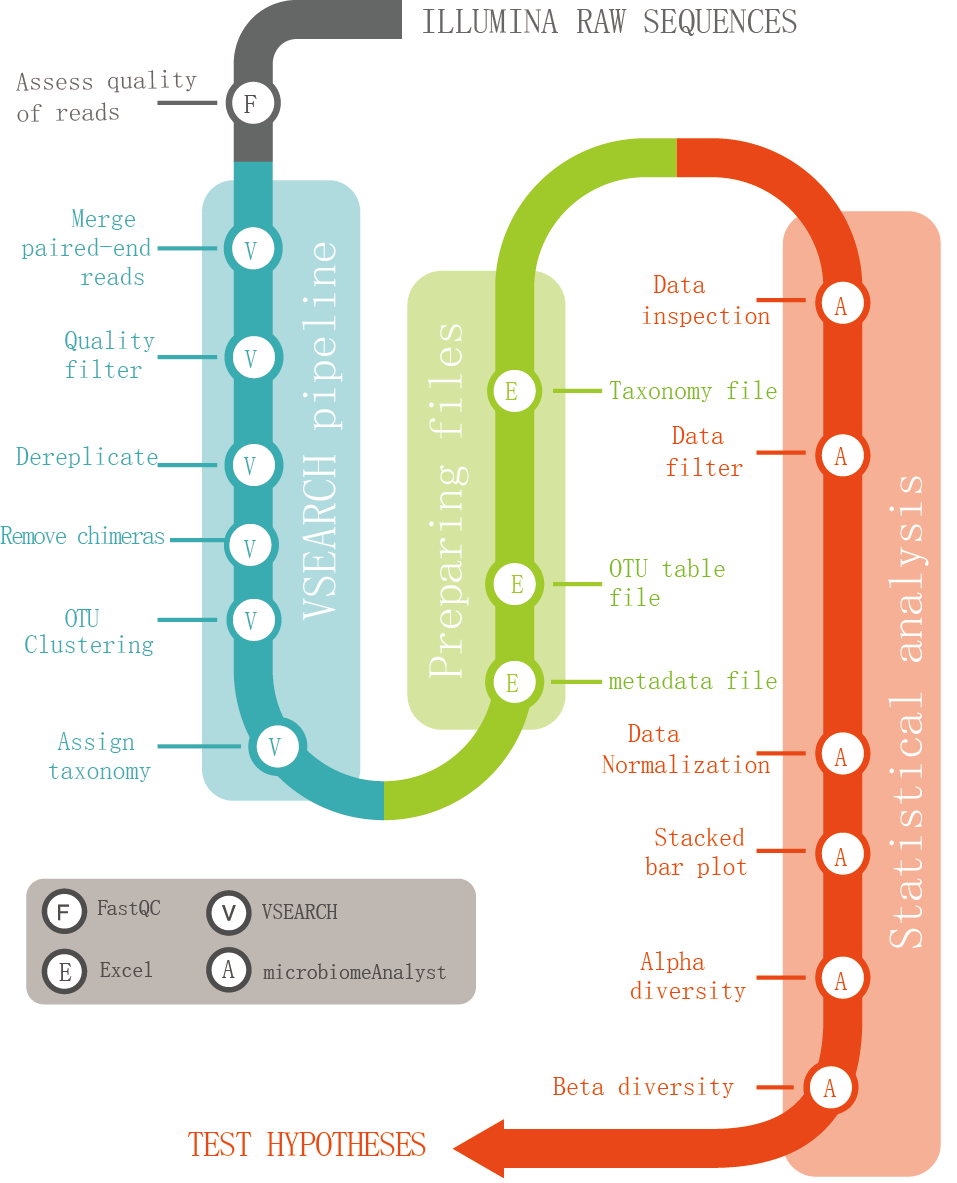 ILLUMINA RAW SEQUENCES
Assess quality
of reads
F
Merge
paired-end
reads
V
Quality
filter
V
Dereplicate
V
Remove chimeras
V
OTU
Clustering
V
Assign
taxonomy
V
VSEARCH pipeline
Preparing files
E
Taxonomy file
E
OTU table
file
E
metadata file
Data
inspection
A
Data
filter
A
Data
Normalization
A
Stacked
bar plot
A
Alpha
diversity
A
Beta diversity
A
Statistical analysis
F FastQC
V VSEARCH
E Excel
A microbiomeAnalyst
TEST HYPOTHESES